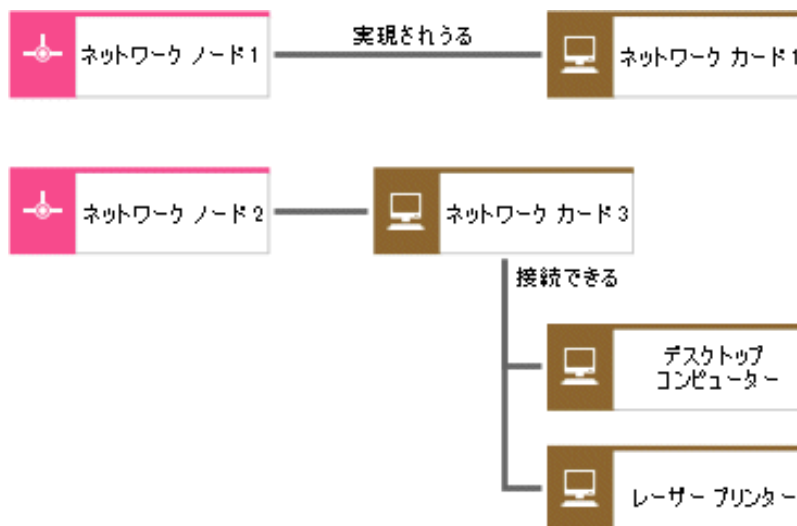 ネットワーク ノード 1
実現されうる
ネットワーク カード 1
ネットワーク ノード 2
ネットワーク カード 3
接続できる
デスクトップ
コンピューター
レーザー プリンター